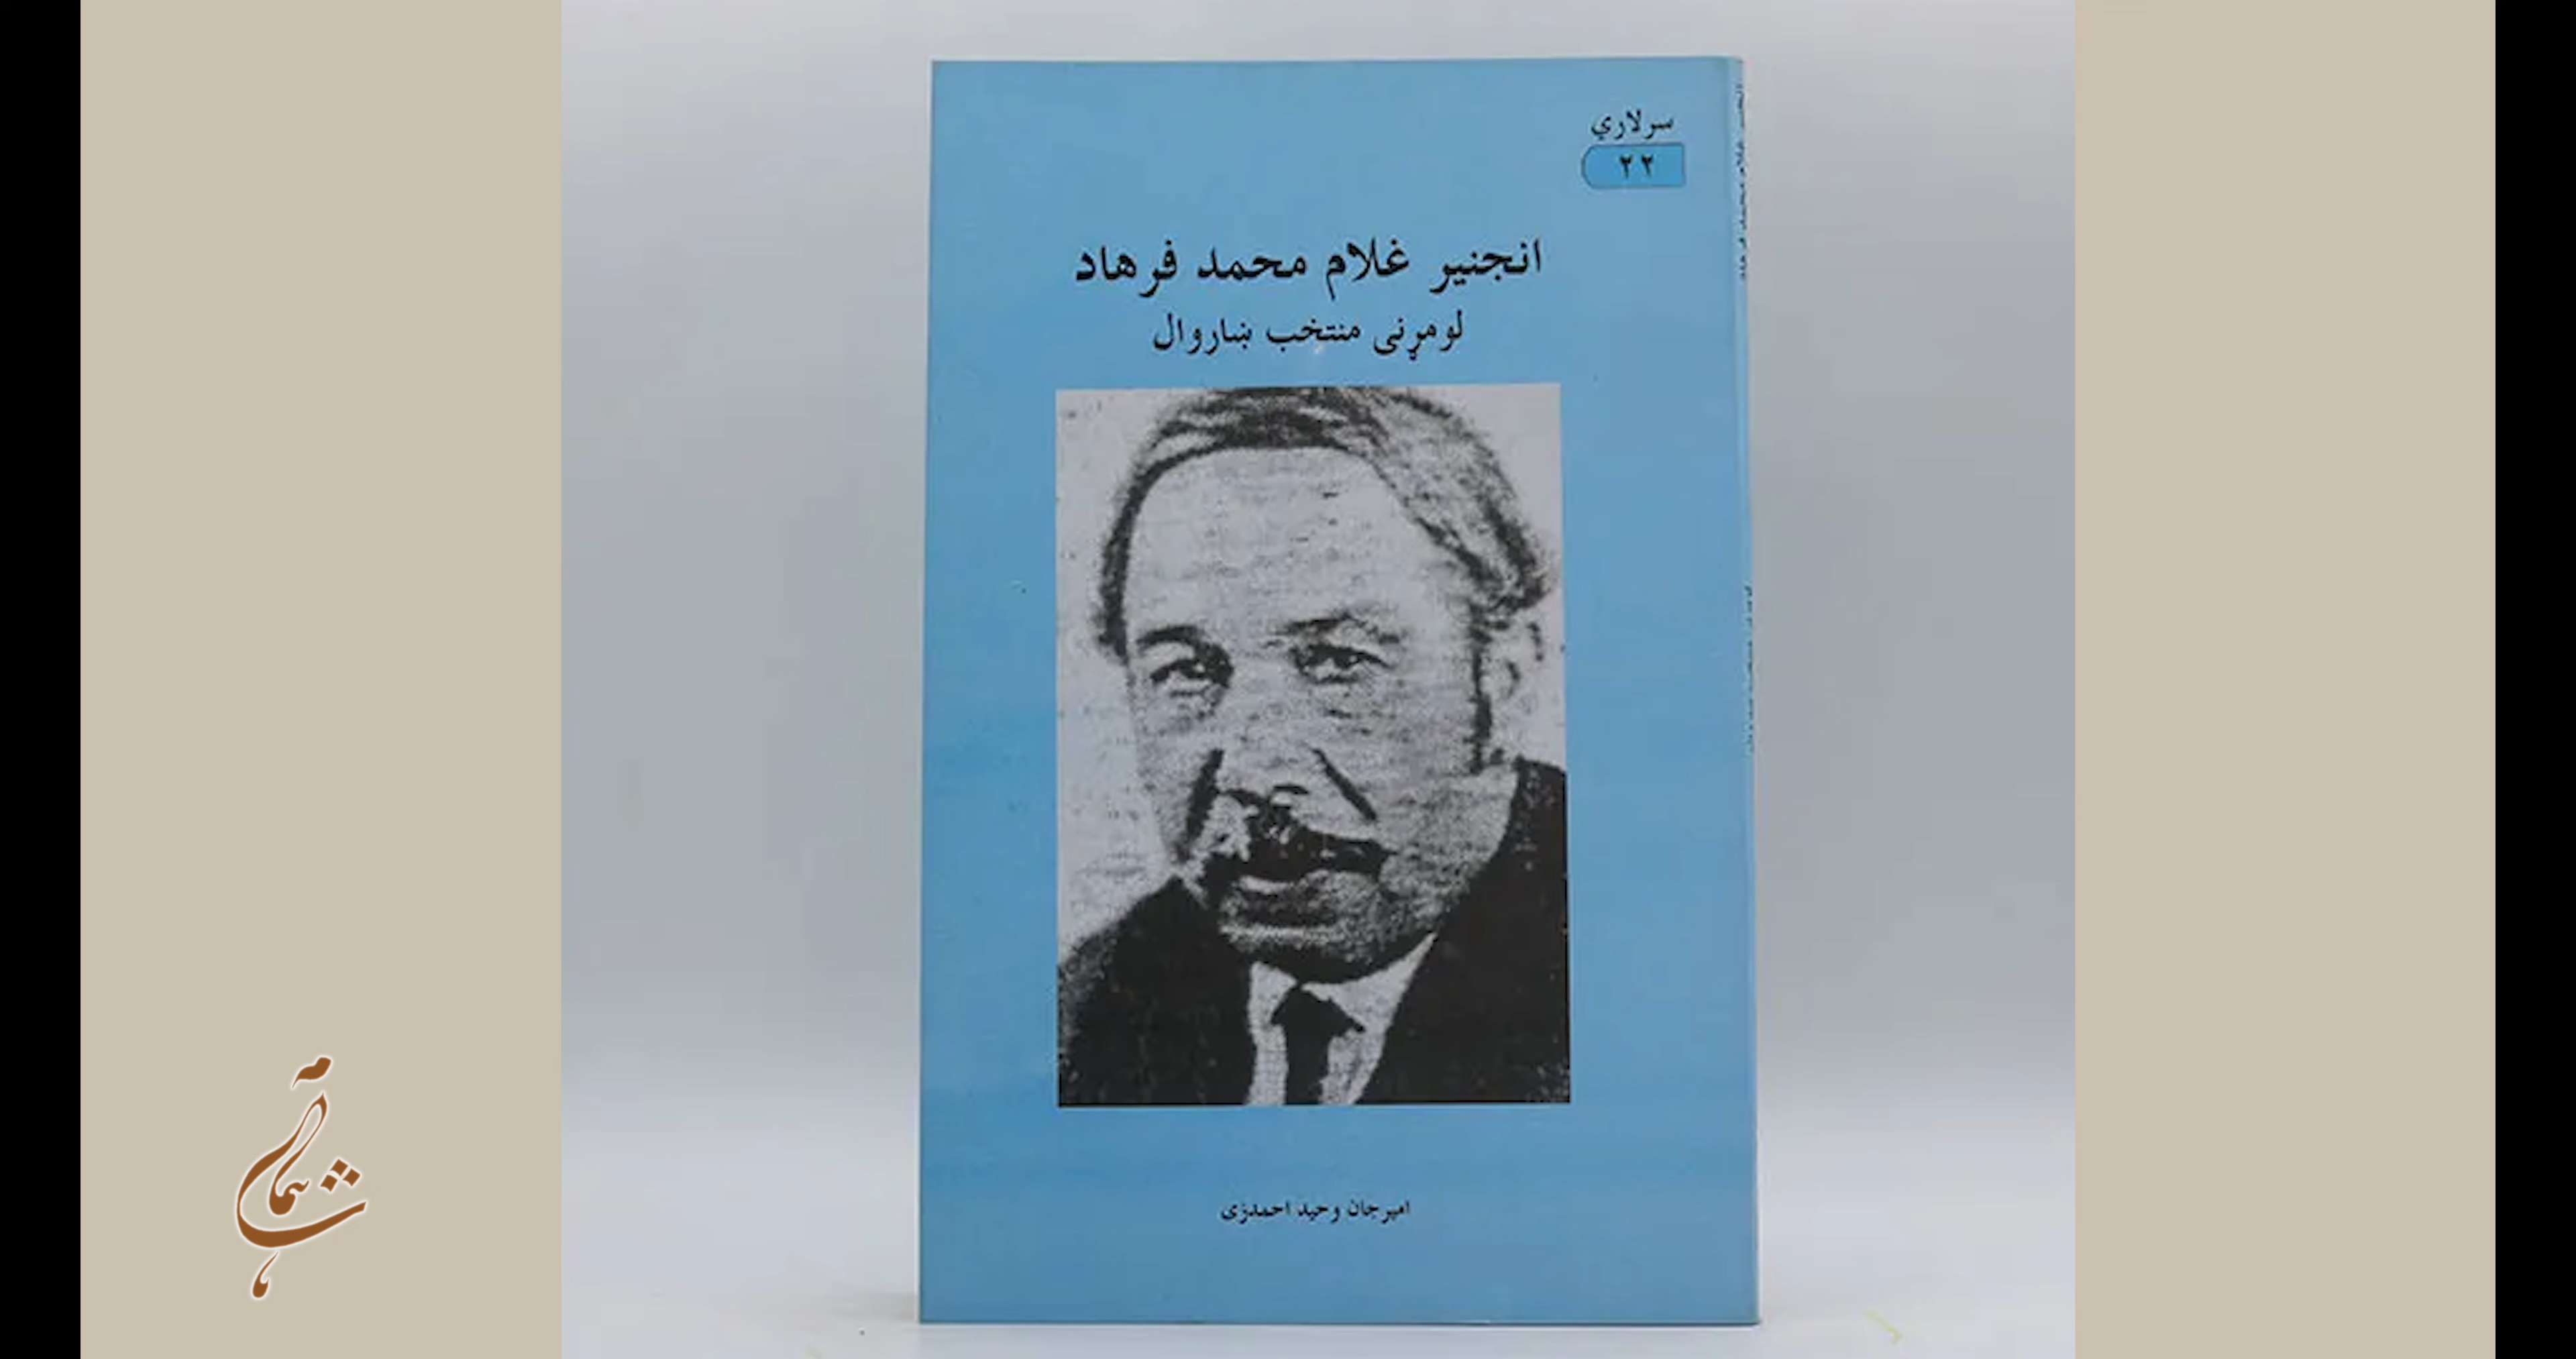 سرلاري
۲۲
انجنیر غلام محمد فرهاد
لومړنی منتخب ښاروال
امیرجان وحید احمدزی